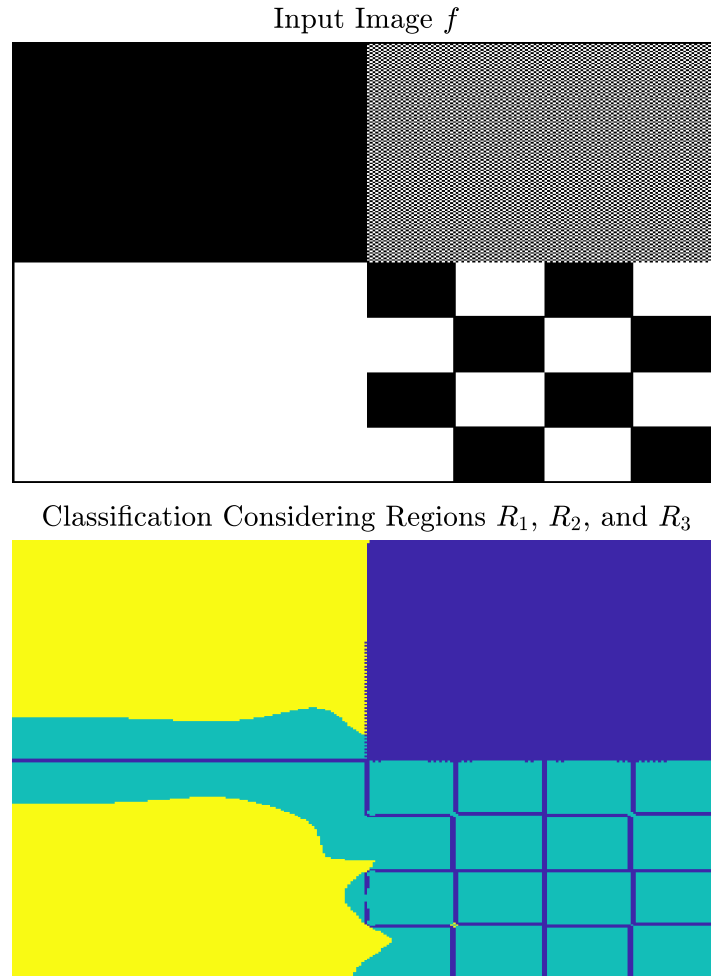 Input Image f
Classification Considering Regions R₁, R₂, and R₃